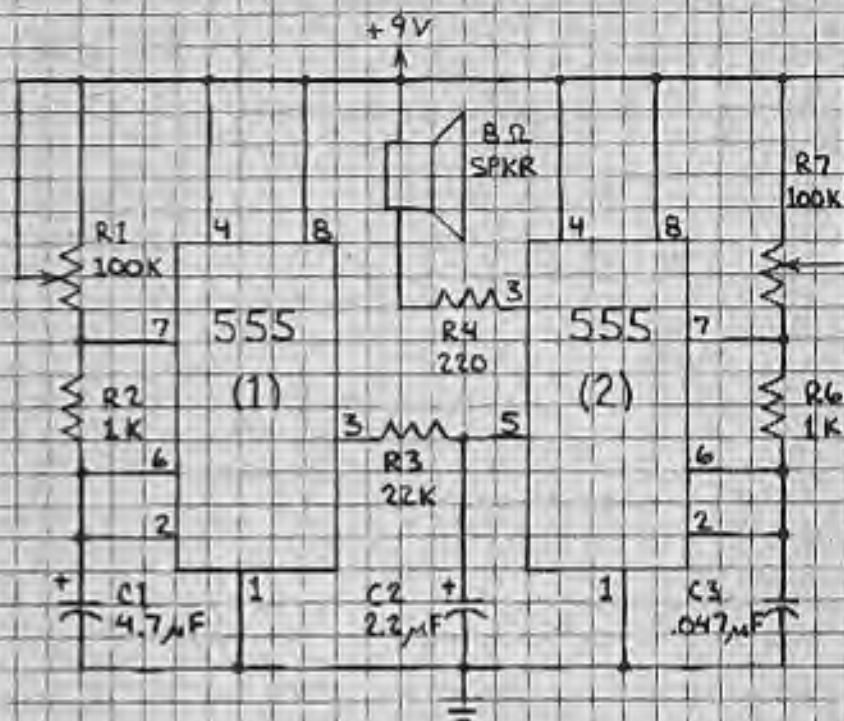 +9V
8Ω
SPKR
R1
100K
4
8
4
8
R7
100K
7
555
(1)
R4
220
3
555
(2)
7
R2
1K
3
R3
22K
5
R6
1K
6
6
2
2
+
C1
4.7µF
1
C2
22µF
+
1
C3
.047µF